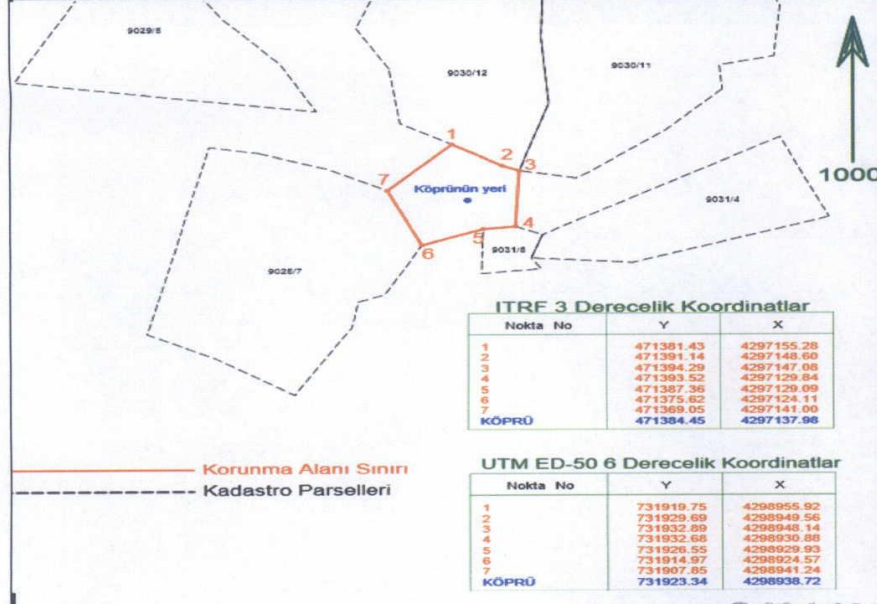 9029/8
9030/12
9030/11
1
2
3
7
Köprünün yeri
1000
9031/4
4
5
6
9031/8
9028/7
ITRF 3 Derecelik Koordinatlar
Nokta No Y X
1 471381.43 4297155.28
2 471391.14 4297148.60
3 471394.29 4297147.08
4 471393.52 4297129.84
5 471387.36 4297129.09
6 471375.62 4297124.11
7 471369.05 4297141.00
KÖPRÜ 471384.45 4297137.98
Korunma Alanı Sınırı
Kadastro Parselleri
UTM ED-50 6 Derecelik Koordinatlar
Nokta No Y X
1 731919.75 4298955.92
2 731929.69 4298949.56
3 731932.89 4298948.14
4 731932.68 4298930.88
5 731926.55 4298929.93
6 731914.97 4298924.57
7 731907.85 4298941.24
KÖPRÜ 731923.34 4298938.72